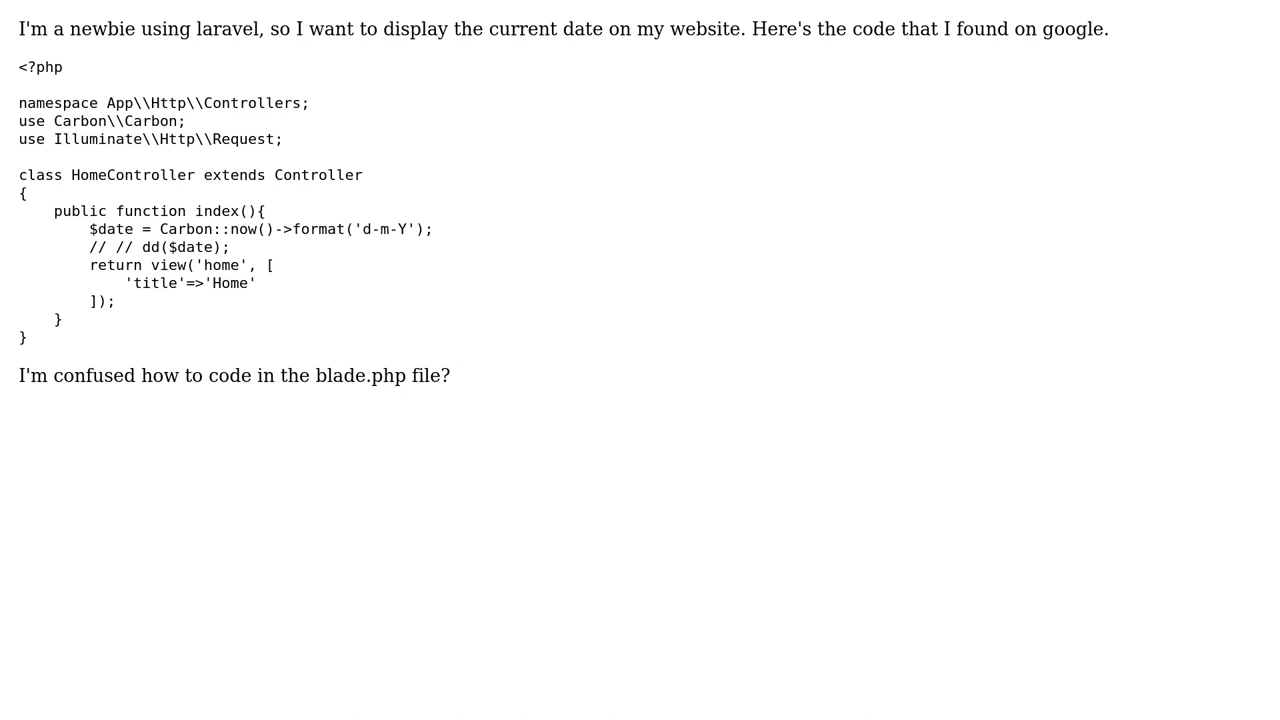 I'm a newbie using laravel, so I want to display the current date on my website. Here's the code that I found on google.
<?php
namespace App\\Http\\Controllers;
use Carbon\\Carbon;
use Illuminate\\Http\\Request;
class HomeController extends Controller
{
    public function index(){
        $date = Carbon::now()->format('d-m-Y');
        // // dd($date);
        return view('home', [
            'title'=>'Home'
        ]);
    }
}
I'm confused how to code in the blade.php file?